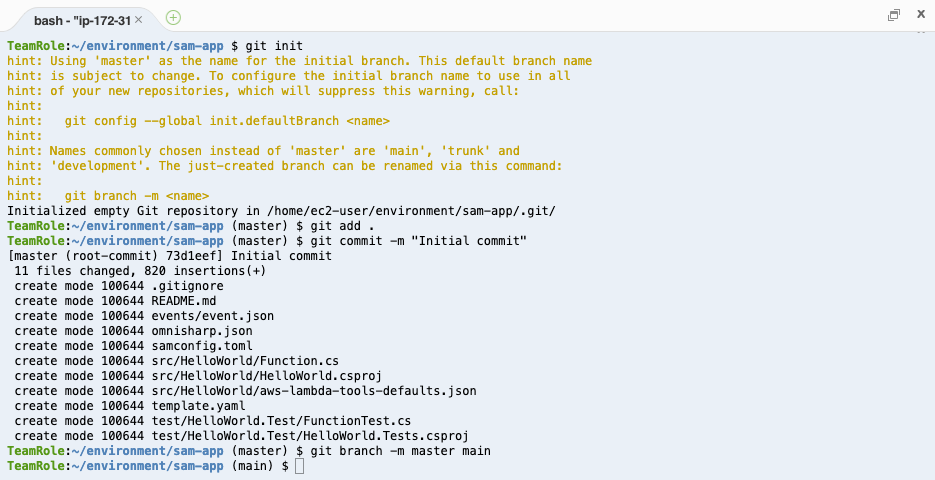 bash - "ip-172-31
TeamRole:~/environment/sam-app $ git init
hint: Using 'master' as the name for the initial branch. This default branch name
hint: is subject to change. To configure the initial branch name to use in all
hint: of your new repositories, which will suppress this warning, call:
hint:
hint:   git config --global init.defaultBranch <name>
hint:
hint: Names commonly chosen instead of 'master' are 'main', 'trunk' and
hint: 'development'. The just-created branch can be renamed via this command:
hint:
hint:   git branch -m <name>
Initialized empty Git repository in /home/ec2-user/environment/sam-app/.git/
TeamRole:~/environment/sam-app (master) $ git add .
TeamRole:~/environment/sam-app (master) $ git commit -m "Initial commit"
[master (root-commit) 73d1eef] Initial commit
 11 files changed, 820 insertions(+)
 create mode 100644 .gitignore
 create mode 100644 README.md
 create mode 100644 events/event.json
 create mode 100644 omnisharp.json
 create mode 100644 samconfig.toml
 create mode 100644 src/HelloWorld/Function.cs
 create mode 100644 src/HelloWorld/HelloWorld.csproj
 create mode 100644 src/HelloWorld/aws-lambda-tools-defaults.json
 create mode 100644 template.yaml
 create mode 100644 test/HelloWorld.Test/FunctionTest.cs
 create mode 100644 test/HelloWorld.Test/HelloWorld.Tests.csproj
TeamRole:~/environment/sam-app (master) $ git branch -m master main
TeamRole:~/environment/sam-app (main) $